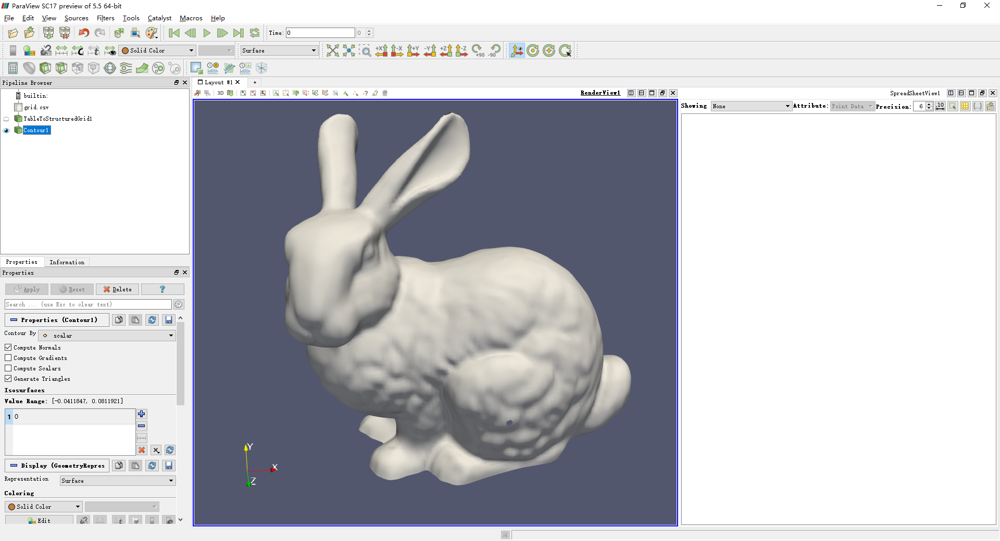 ParaView SC17 preview of 5.5 64-bit
File Edit View Sources Filters Tools Catalyst Macros Help
Time: 0 0
Solid Color Surface +X -X +Y -Y +Z -Z +90 -90
Pipeline Browser
builtin:
grid.csv
TableToStructuredGrid1
Contour1
Properties Information
Properties
Apply Reset Delete ?
Search ... (use Esc to clear text)
Properties (Contour1)
Contour By scalar
Compute Normals
Compute Gradients
Compute Scalars
Generate Triangles
Isosurfaces
Value Range: [-0.0411847, 0.0811921]
1 0
Display (GeometryRepres
Representation Surface
Coloring
Solid Color
Edit
Layout #1 +
3D RenderView1
Y
X
Z
SpreadSheetView1
Showing None Attribute: Point Data Precision: 6 .10